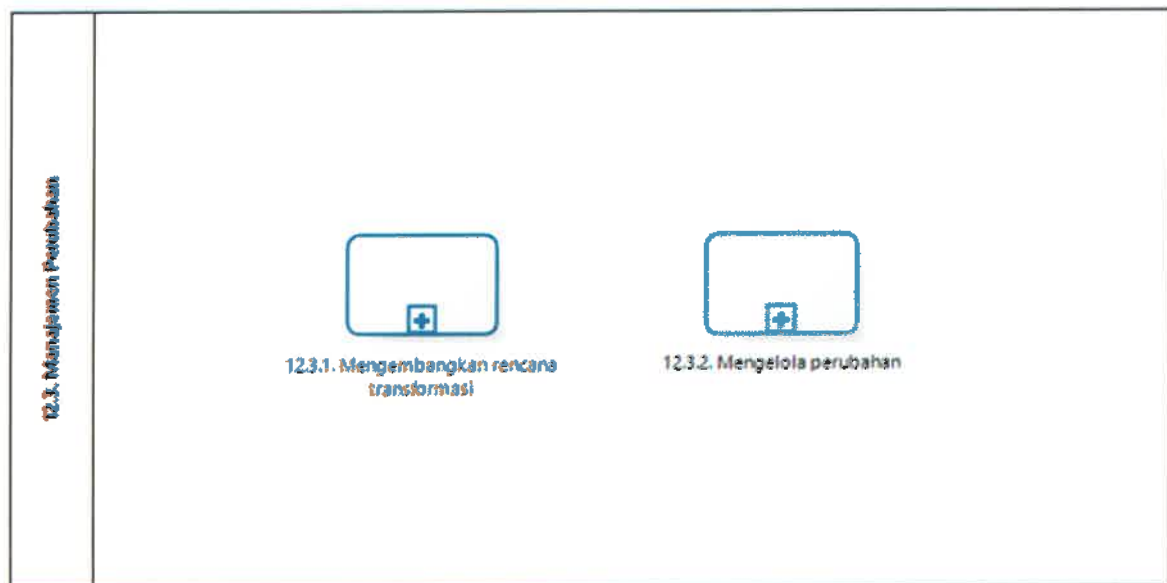 12.3. Manajemen Perubahan
12.3.1. Mengembangkan rencana
transformasi
12.3.2. Mengelola perubahan